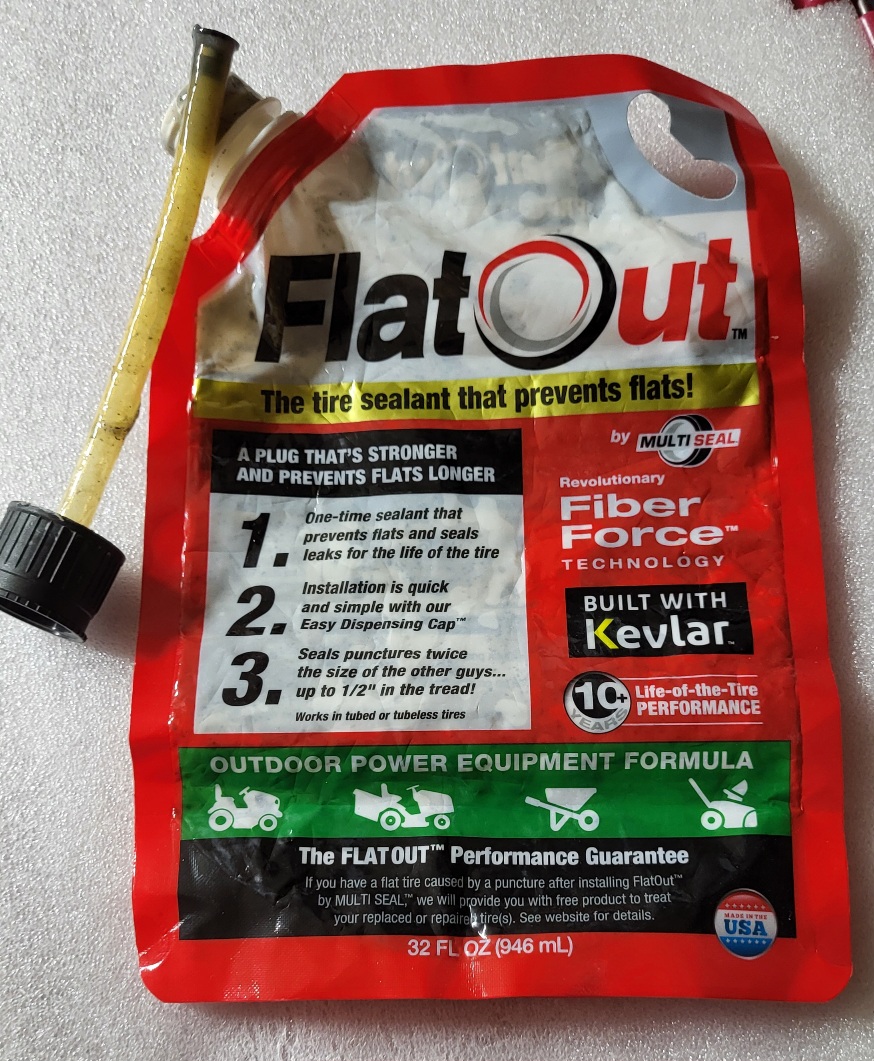 FlatOut™
The tire sealant that prevents flats!
by MULTI SEAL
A PLUG THAT'S STRONGER
AND PREVENTS FLATS LONGER
1. One-time sealant that
prevents flats and seals
leaks for the life of the tire
2. Installation is quick
and simple with our
Easy Dispensing Cap™
3. Seals punctures twice
the size of the other guys...
up to 1/2" in the tread!
Works in tubed or tubeless tires
Revolutionary
Fiber
Force™
TECHNOLOGY
BUILT WITH
Kevlar™
10+
YEARS
Life-of-the-Tire
PERFORMANCE
OUTDOOR POWER EQUIPMENT FORMULA
The FLATOUT™ Performance Guarantee
If you have a flat tire caused by a puncture after installing FlatOut™
by MULTI SEAL,™ we will provide you with free product to treat
your replaced or repaired tire(s). See website for details.
MADE IN THE
USA
32 FL OZ (946 mL)